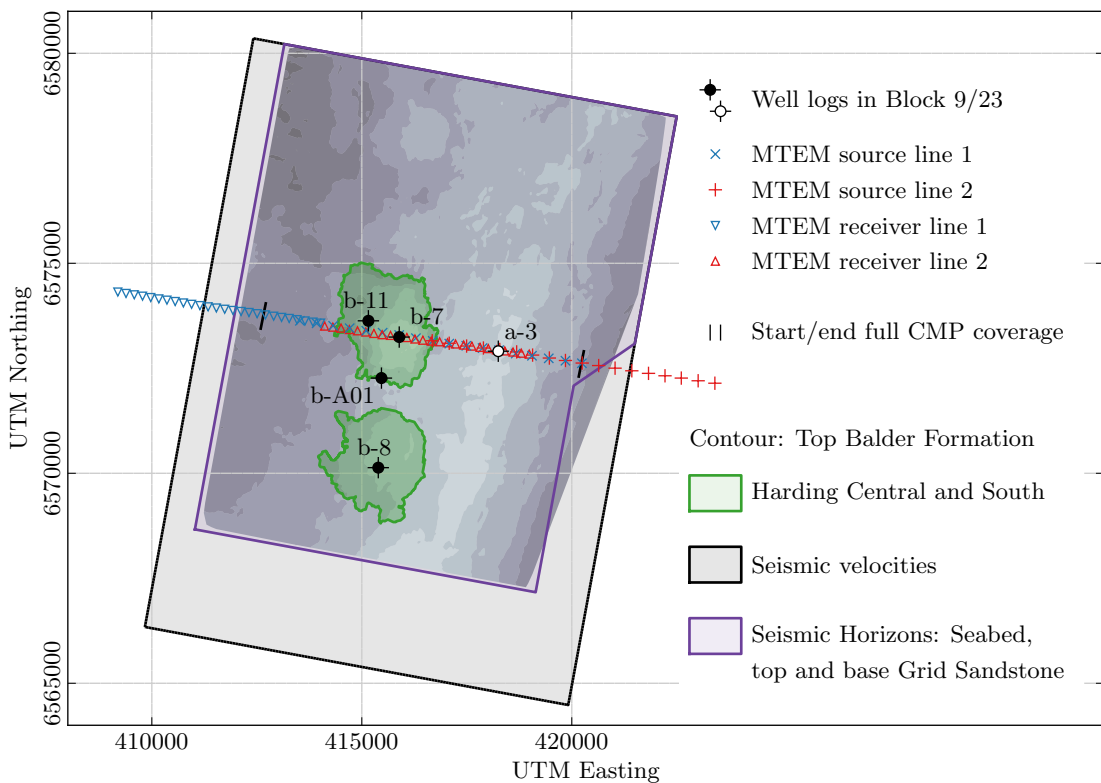 6580000
Well logs in Block 9/23
MTEM source line 1
MTEM source line 2
MTEM receiver line 1
MTEM receiver line 2
6575000
b-11
b-7
a-3
Start/end full CMP coverage
UTM Northing
b-A01
Contour: Top Balder Formation
b-8
6570000
Harding Central and South
Seismic velocities
Seismic Horizons: Seabed,
top and base Grid Sandstone
6565000
410000
415000
420000
UTM Easting